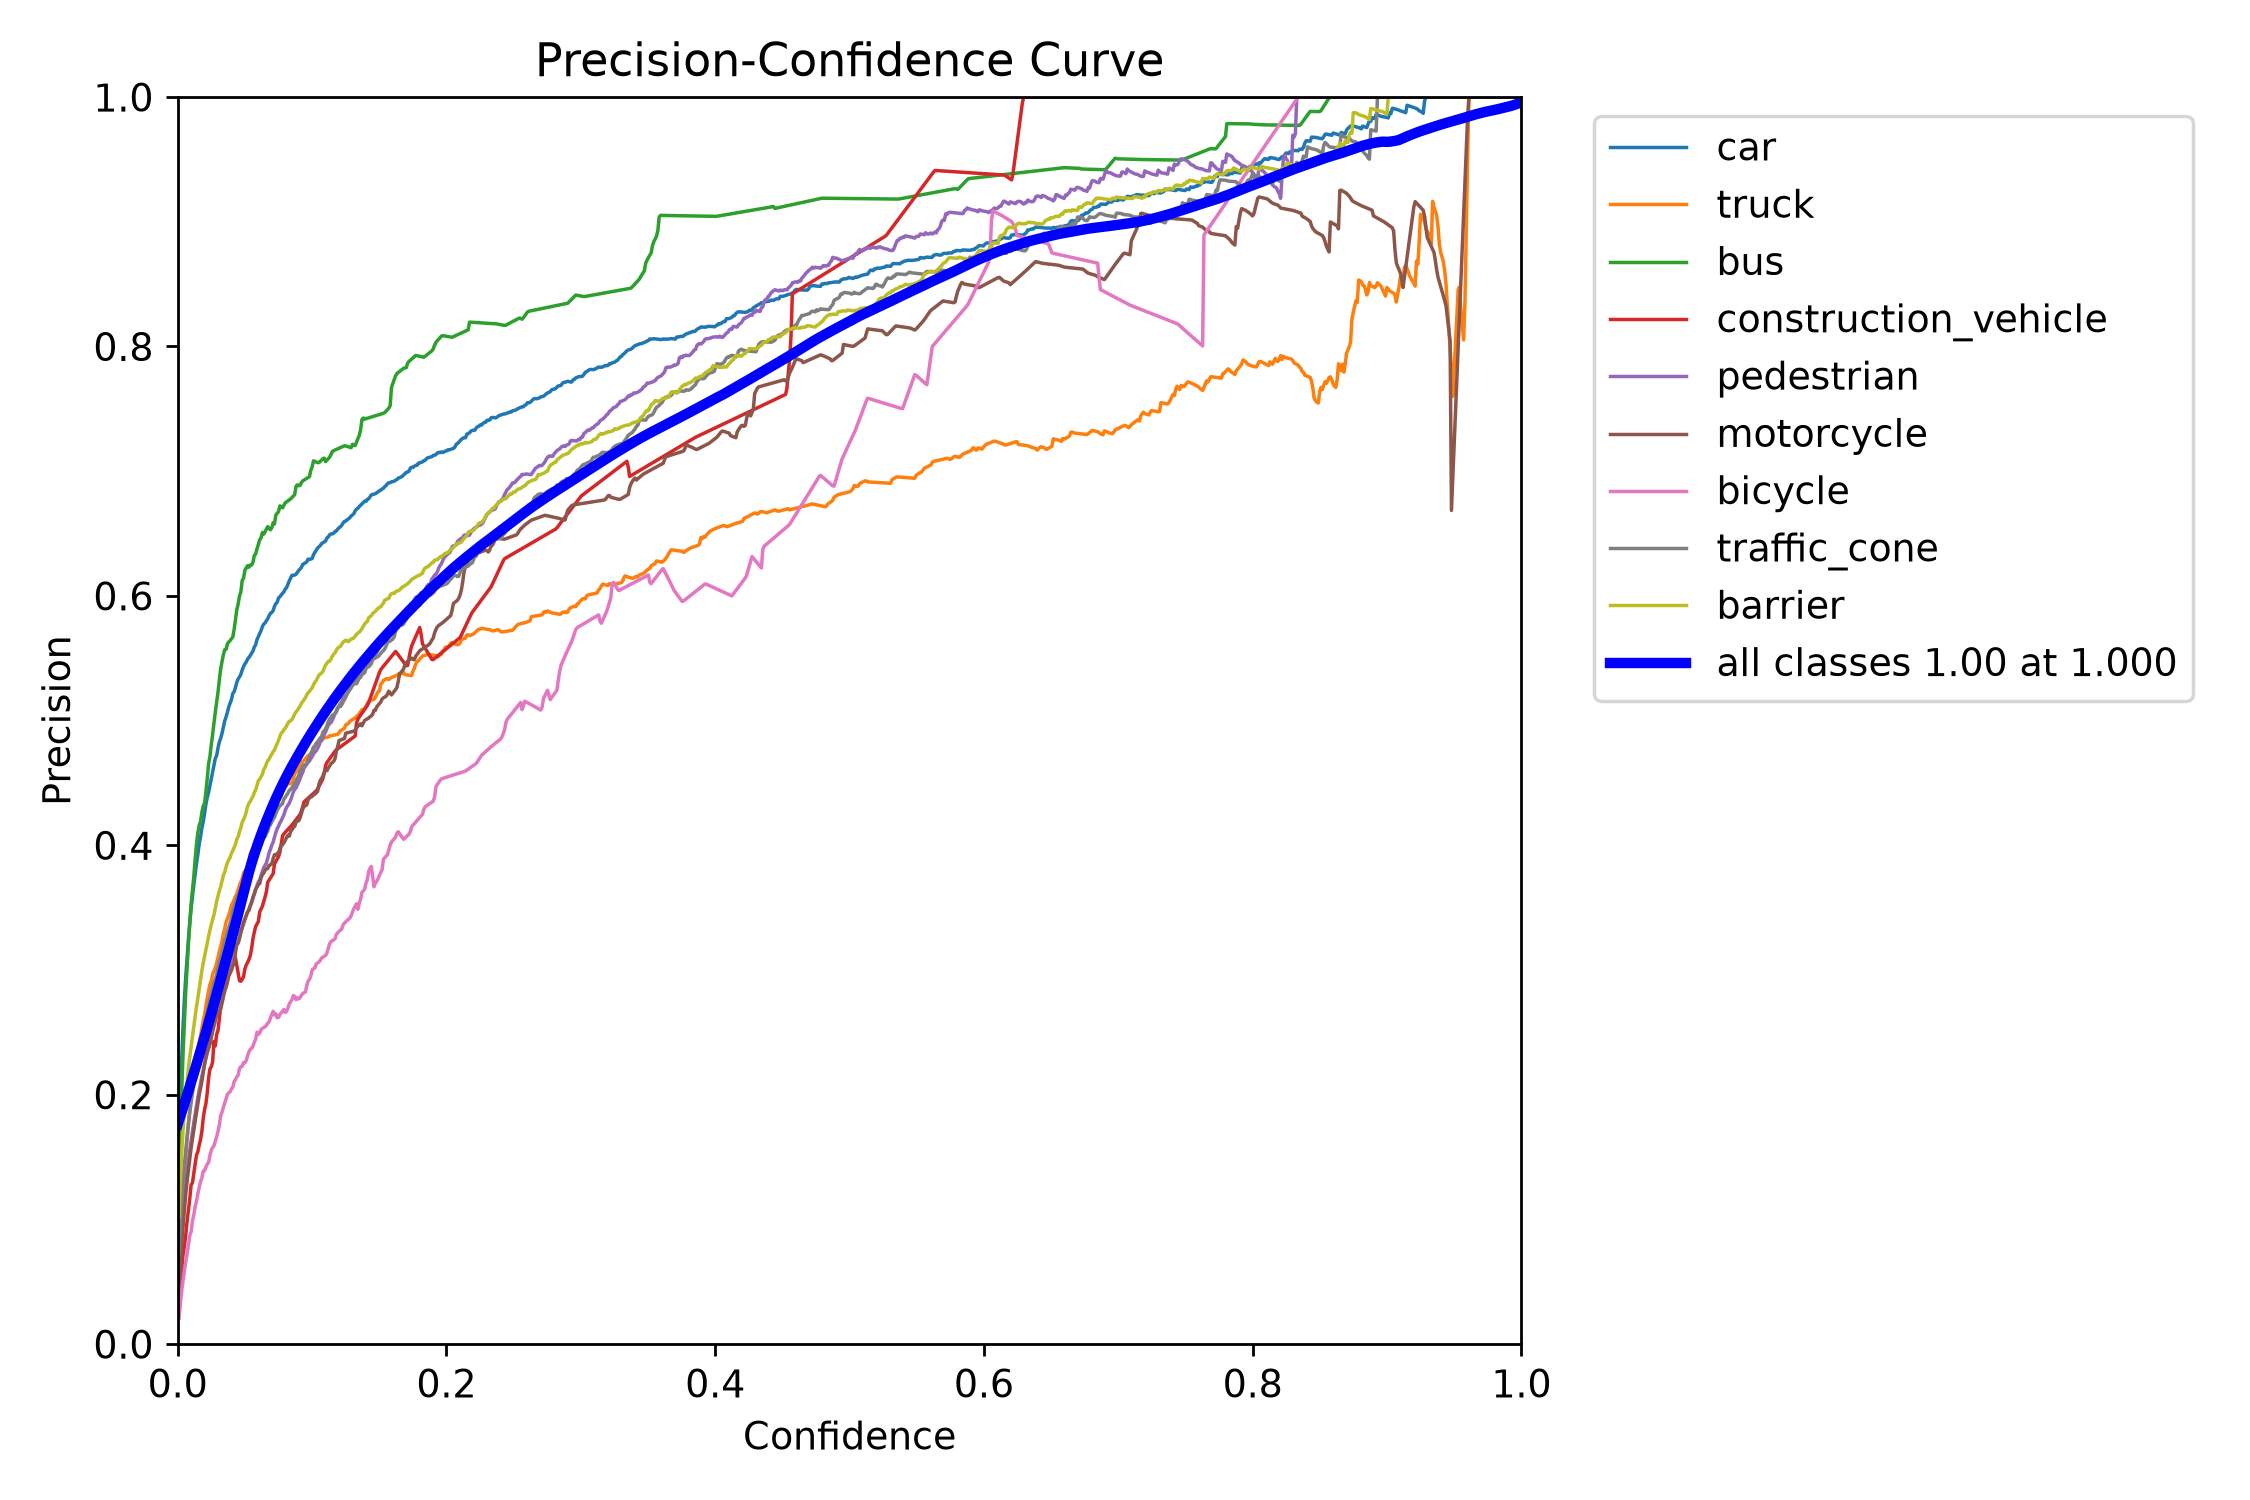 Precision-Confidence Curve
1.0
0.8
0.6
0.4
0.2
0.0
Precision
0.0 0.2 0.4 0.6 0.8 1.0
Confidence
car
truck
bus
construction_vehicle
pedestrian
motorcycle
bicycle
traffic_cone
barrier
all classes 1.00 at 1.000